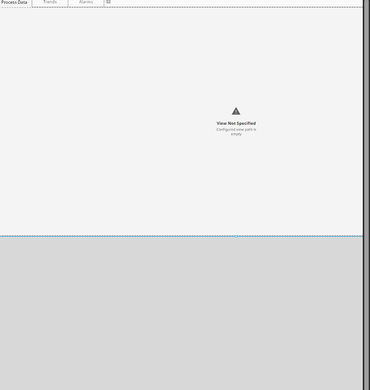 Process Data
Trends
Alarms
View Not Specified
Configured view path is
empty